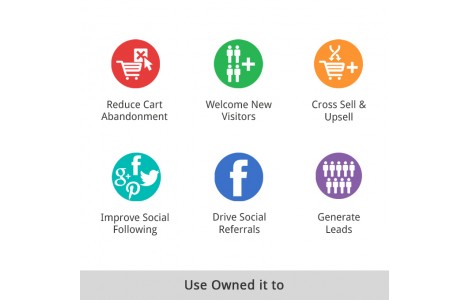 Reduce Cart
Abandonment
Welcome New
Visitors
Cross Sell &
Upsell
Improve Social
Following
Drive Social
Referrals
Generate
Leads
Use Owned it to